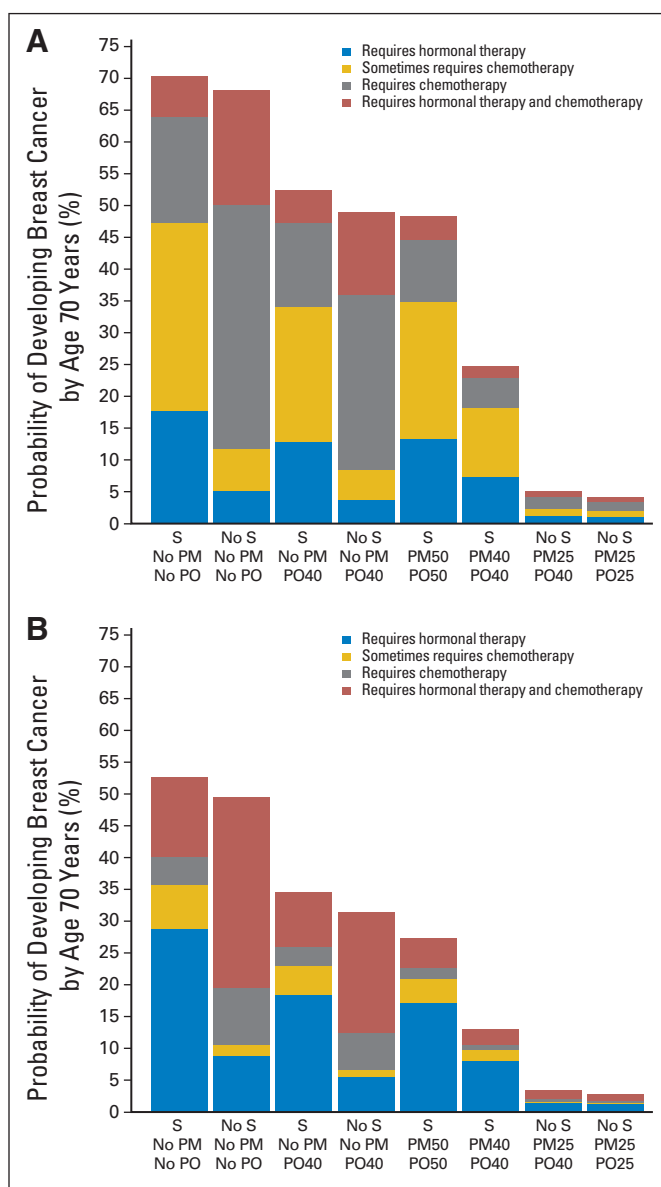 A
Probability of Developing Breast Cancer
by Age 70 Years (%)
75
70
65
60
55
50
45
40
35
30
25
20
15
10
5
0
Requires hormonal therapy
Sometimes requires chemotherapy
Requires chemotherapy
Requires hormonal therapy and chemotherapy
S No S S No S S S No S No S
No PM No PM No PM No PM PM50 PM40 PM25 PM25
No PO No PO PO40 PO40 PO50 PO40 PO40 PO25
B
Probability of Developing Breast Cancer
by Age 70 Years (%)
75
70
65
60
55
50
45
40
35
30
25
20
15
10
5
0
Requires hormonal therapy
Sometimes requires chemotherapy
Requires chemotherapy
Requires hormonal therapy and chemotherapy
S No S S No S S S No S No S
No PM No PM No PM No PM PM50 PM40 PM25 PM25
No PO No PO PO40 PO40 PO50 PO40 PO40 PO25